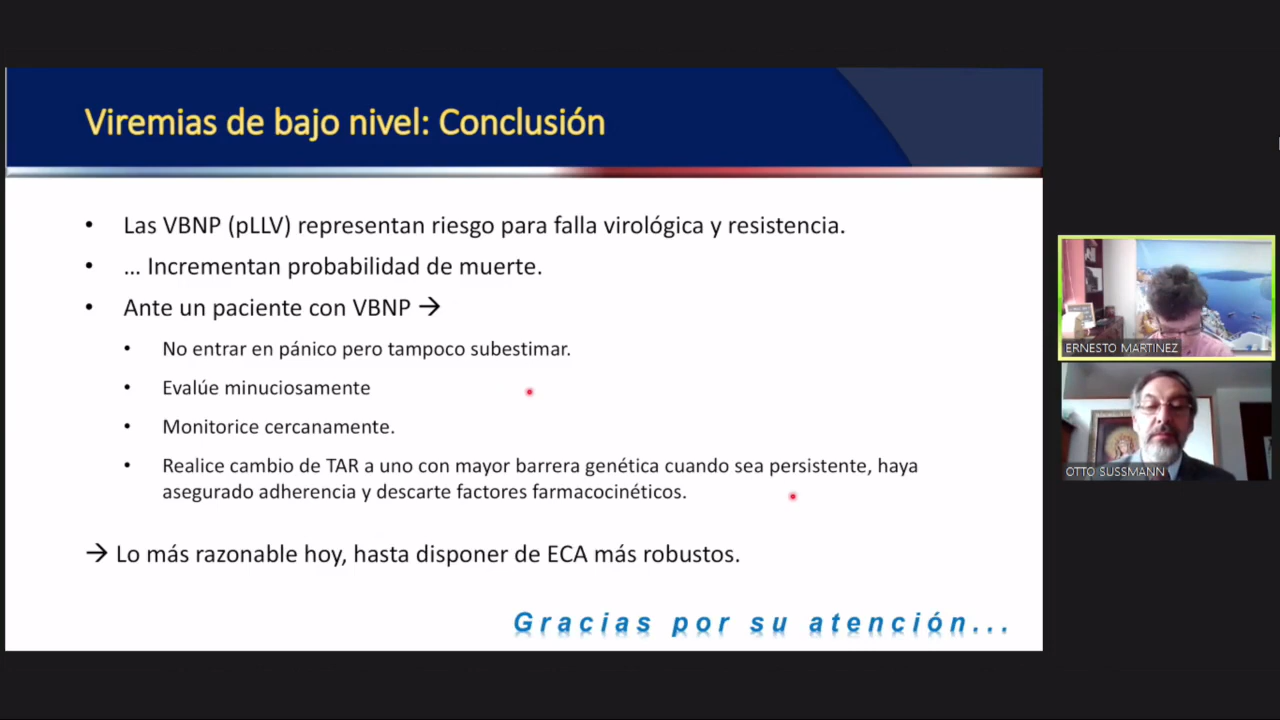 Viremias de bajo nivel: Conclusión
• Las VBNP (pLLV) representan riesgo para falla virológica y resistencia.
• ... Incrementan probabilidad de muerte.
• Ante un paciente con VBNP →
• No entrar en pánico pero tampoco subestimar.
• Evalúe minuciosamente
• Monitorice cercanamente.
• Realice cambio de TAR a uno con mayor barrera genética cuando sea persistente, haya
asegurado adherencia y descarte factores farmacocinéticos.
→ Lo más razonable hoy, hasta disponer de ECA más robustos.
Gracias por su atención...
ERNESTO MARTINEZ
OTTO SUSSMANN